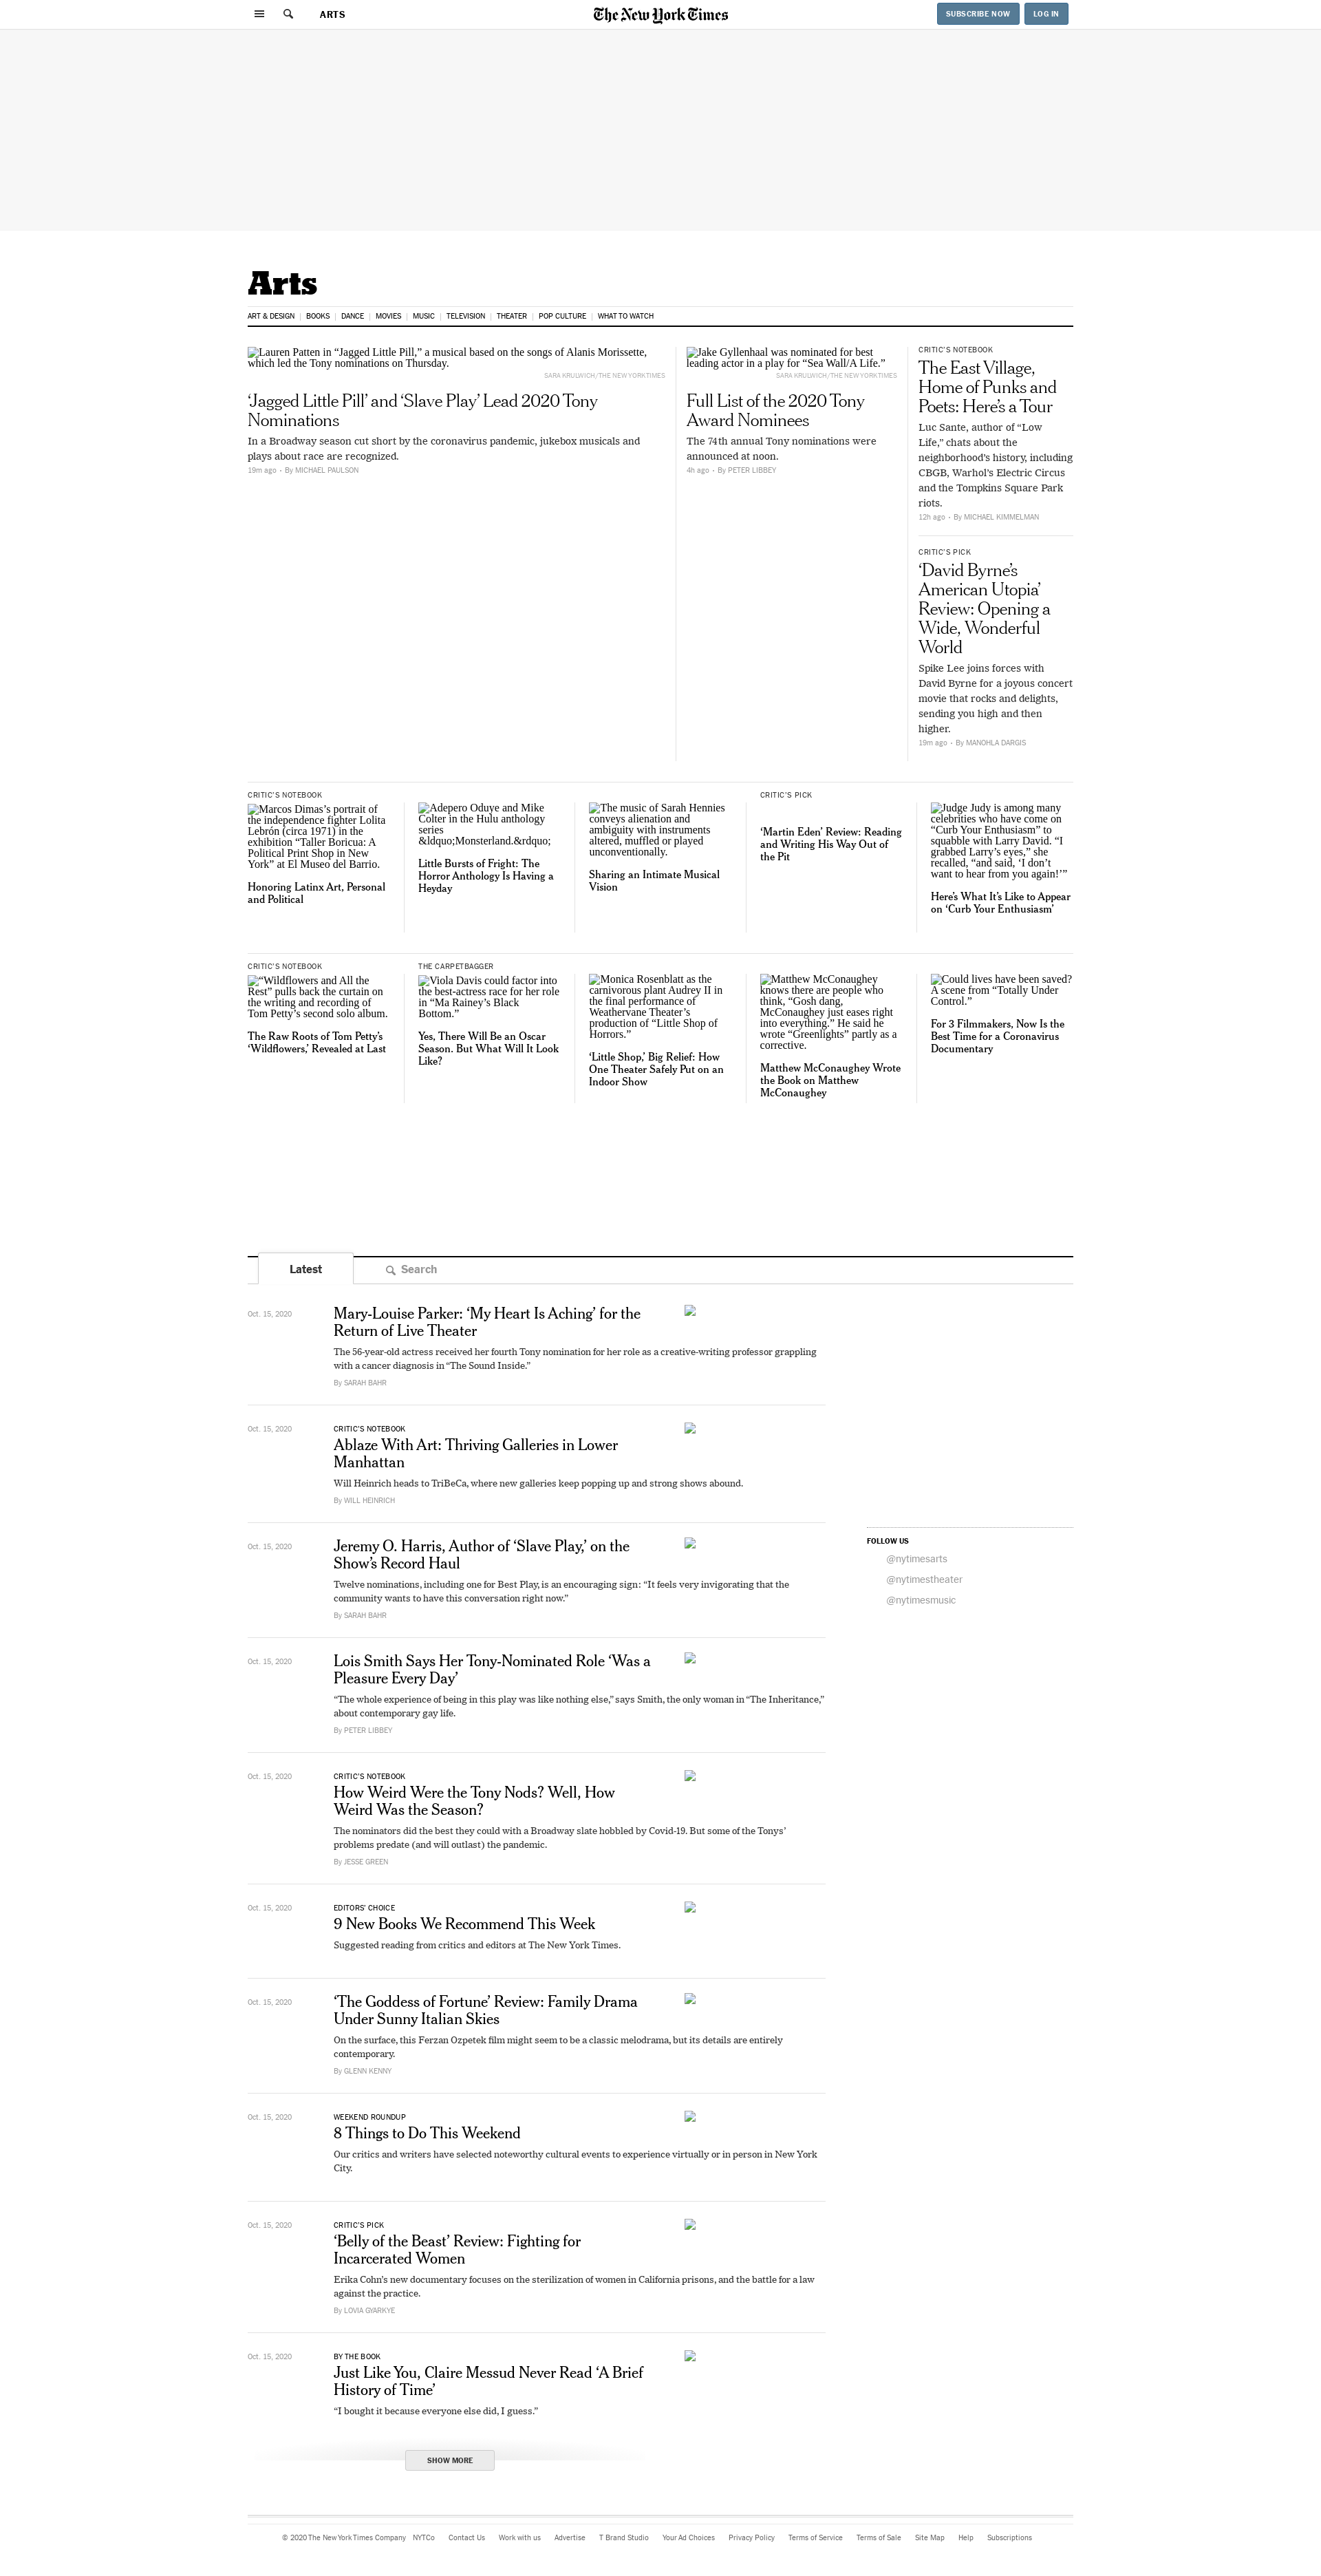 ARTS
The New York Times
SUBSCRIBE NOW
LOG IN
Arts
ART & DESIGN
BOOKS
DANCE
MOVIES
MUSIC
TELEVISION
THEATER
POP CULTURE
WHAT TO WATCH
Lauren Patten in “Jagged Little Pill,” a musical based on the songs of Alanis Morissette,
which led the Tony nominations on Thursday.
SARA KRULWICH/THE NEW YORK TIMES
‘Jagged Little Pill’ and ‘Slave Play’ Lead 2020 Tony
Nominations
In a Broadway season cut short by the coronavirus pandemic, jukebox musicals and
plays about race are recognized.
19m ago • By MICHAEL PAULSON
Jake Gyllenhaal was nominated for best
leading actor in a play for “Sea Wall/A Life.”
SARA KRULWICH/THE NEW YORK TIMES
Full List of the 2020 Tony
Award Nominees
The 74th annual Tony nominations were
announced at noon.
4h ago • By PETER LIBBEY
CRITIC’S NOTEBOOK
The East Village,
Home of Punks and
Poets: Here’s a Tour
Luc Sante, author of “Low
Life,” chats about the
neighborhood’s history, including
CBGB, Warhol’s Electric Circus
and the Tompkins Square Park
riots.
12h ago • By MICHAEL KIMMELMAN
CRITIC’S PICK
‘David Byrne’s
American Utopia’
Review: Opening a
Wide, Wonderful
World
Spike Lee joins forces with
David Byrne for a joyous concert
movie that rocks and delights,
sending you high and then
higher.
19m ago • By MANOHLA DARGIS
CRITIC’S NOTEBOOK
Marcos Dimas’s portrait of
the independence fighter Lolita
Lebrón (circa 1971) in the
exhibition “Taller Boricua: A
Political Print Shop in New
York” at El Museo del Barrio.
Honoring Latinx Art, Personal
and Political
Adepero Oduye and Mike
Colter in the Hulu anthology
series
&ldquo;Monsterland.&rdquo;
Little Bursts of Fright: The
Horror Anthology Is Having a
Heyday
The music of Sarah Hennies
conveys alienation and
ambiguity with instruments
altered, muffled or played
unconventionally.
Sharing an Intimate Musical
Vision
CRITIC’S PICK
‘Martin Eden’ Review: Reading
and Writing His Way Out of
the Pit
Judge Judy is among many
celebrities who have come on
“Curb Your Enthusiasm” to
squabble with Larry David. “I
grabbed Larry’s eyes,” she
recalled, “and said, ‘I don’t
want to hear from you again!’”
Here’s What It’s Like to Appear
on ‘Curb Your Enthusiasm’
CRITIC’S NOTEBOOK
“Wildflowers and All the
Rest” pulls back the curtain on
the writing and recording of
Tom Petty’s second solo album.
The Raw Roots of Tom Petty’s
‘Wildflowers,’ Revealed at Last
THE CARPETBAGGER
Viola Davis could factor into
the best-actress race for her role
in “Ma Rainey’s Black
Bottom.”
Yes, There Will Be an Oscar
Season. But What Will It Look
Like?
Monica Rosenblatt as the
carnivorous plant Audrey II in
the final performance of
Weathervane Theater’s
production of “Little Shop of
Horrors.”
‘Little Shop,’ Big Relief: How
One Theater Safely Put on an
Indoor Show
Matthew McConaughey
knows there are people who
think, “Gosh dang,
McConaughey just eases right
into everything.” He said he
wrote “Greenlights” partly as a
corrective.
Matthew McConaughey Wrote
the Book on Matthew
McConaughey
Could lives have been saved?
A scene from “Totally Under
Control.”
For 3 Filmmakers, Now Is the
Best Time for a Coronavirus
Documentary
Latest
Search
Oct. 15, 2020
Mary-Louise Parker: ‘My Heart Is Aching’ for the
Return of Live Theater
The 56-year-old actress received her fourth Tony nomination for her role as a creative-writing professor grappling
with a cancer diagnosis in “The Sound Inside.”
By SARAH BAHR
Oct. 15, 2020
CRITIC’S NOTEBOOK
Ablaze With Art: Thriving Galleries in Lower
Manhattan
Will Heinrich heads to TriBeCa, where new galleries keep popping up and strong shows abound.
By WILL HEINRICH
Oct. 15, 2020
Jeremy O. Harris, Author of ‘Slave Play,’ on the
Show’s Record Haul
Twelve nominations, including one for Best Play, is an encouraging sign: “It feels very invigorating that the
community wants to have this conversation right now.”
By SARAH BAHR
FOLLOW US
@nytimesarts
@nytimestheater
@nytimesmusic
Oct. 15, 2020
Lois Smith Says Her Tony-Nominated Role ‘Was a
Pleasure Every Day’
“The whole experience of being in this play was like nothing else,” says Smith, the only woman in “The Inheritance,”
about contemporary gay life.
By PETER LIBBEY
Oct. 15, 2020
CRITIC’S NOTEBOOK
How Weird Were the Tony Nods? Well, How
Weird Was the Season?
The nominators did the best they could with a Broadway slate hobbled by Covid-19. But some of the Tonys’
problems predate (and will outlast) the pandemic.
By JESSE GREEN
Oct. 15, 2020
EDITORS’ CHOICE
9 New Books We Recommend This Week
Suggested reading from critics and editors at The New York Times.
Oct. 15, 2020
‘The Goddess of Fortune’ Review: Family Drama
Under Sunny Italian Skies
On the surface, this Ferzan Ozpetek film might seem to be a classic melodrama, but its details are entirely
contemporary.
By GLENN KENNY
Oct. 15, 2020
WEEKEND ROUNDUP
8 Things to Do This Weekend
Our critics and writers have selected noteworthy cultural events to experience virtually or in person in New York
City.
Oct. 15, 2020
CRITIC’S PICK
‘Belly of the Beast’ Review: Fighting for
Incarcerated Women
Erika Cohn’s new documentary focuses on the sterilization of women in California prisons, and the battle for a law
against the practice.
By LOVIA GYARKYE
Oct. 15, 2020
BY THE BOOK
Just Like You, Claire Messud Never Read ‘A Brief
History of Time’
“I bought it because everyone else did, I guess.”
SHOW MORE
© 2020 The New York Times Company NYTCo Contact Us Work with us Advertise T Brand Studio Your Ad Choices Privacy Policy Terms of Service Terms of Sale Site Map Help Subscriptions